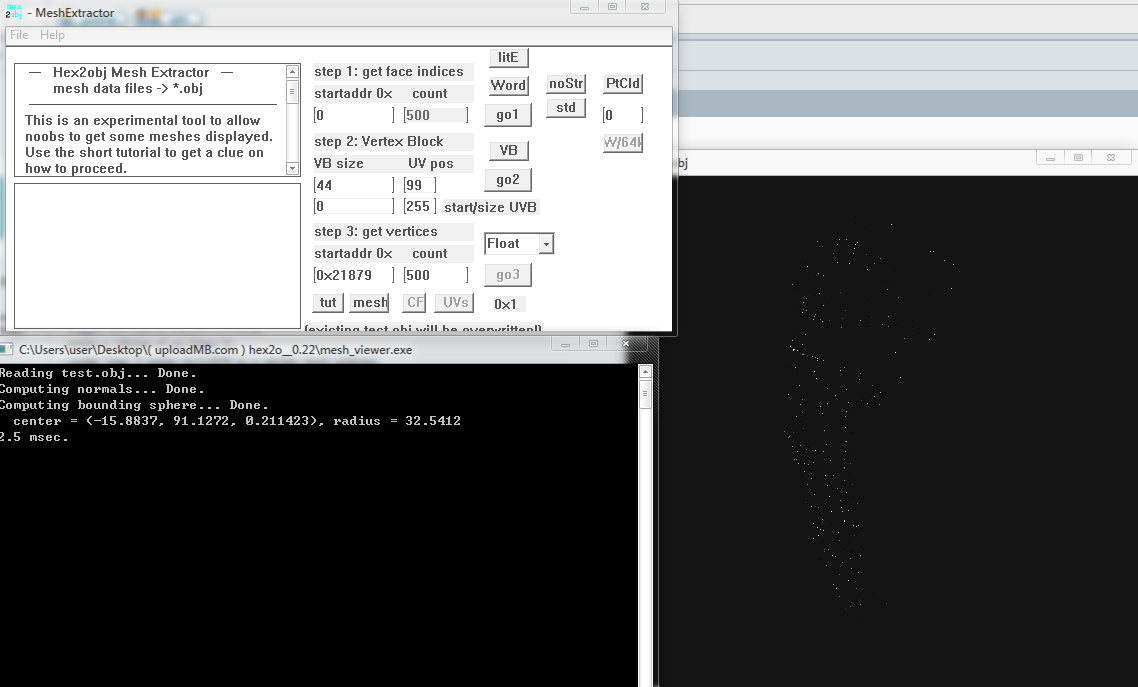 Hex
2obj
- MeshExtractor
File Help
— Hex2obj Mesh Extractor —
mesh data files -> *.obj
This is an experimental tool to allow
noobs to get some meshes displayed.
Use the short tutorial to get a clue on
how to proceed.
step 1: get face indices
startaddr 0x count
[0 ] [500 ]
step 2: Vertex Block
VB size UV pos
[44 ] [99 ]
[0 ] [255 ] start/size UVB
step 3: get vertices
startaddr 0x count
[0x21879 ] [500 ]
tut mesh CF UVs 0x1
(existing test.obj will be overwritten!)
litE
Word noStr PtCld
go1 std [0 ]
VB W/64k
go2
Float
go3
obj
C:\Users\user\Desktop\( uploadMB.com ) hex2o__0.22\mesh_viewer.exe
Reading test.obj... Done.
Computing normals... Done.
Computing bounding sphere... Done.
center = (-15.8837, 91.1272, 0.211423), radius = 32.5412
2.5 msec.